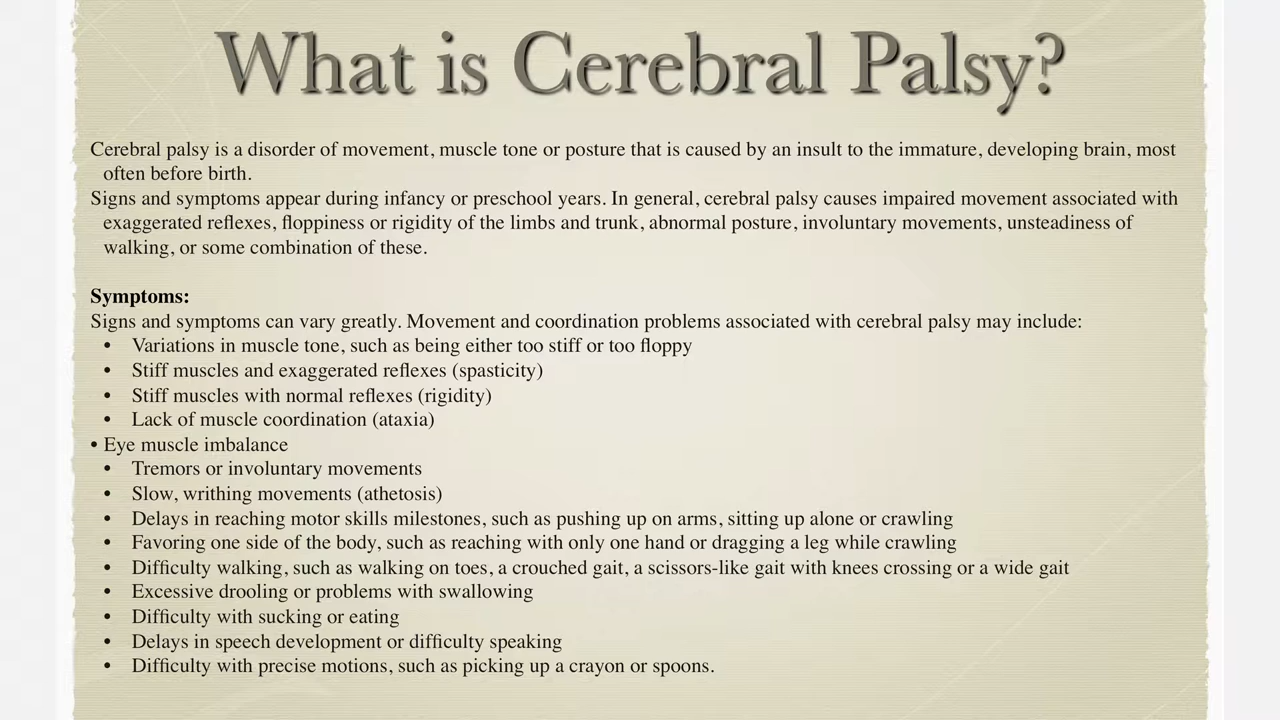 What is Cerebral Palsy?
Cerebral palsy is a disorder of movement, muscle tone or posture that is caused by an insult to the immature, developing brain, most
often before birth.
Signs and symptoms appear during infancy or preschool years. In general, cerebral palsy causes impaired movement associated with
exaggerated reflexes, floppiness or rigidity of the limbs and trunk, abnormal posture, involuntary movements, unsteadiness of
walking, or some combination of these.
Symptoms:
Signs and symptoms can vary greatly. Movement and coordination problems associated with cerebral palsy may include:
• Variations in muscle tone, such as being either too stiff or too floppy
• Stiff muscles and exaggerated reflexes (spasticity)
• Stiff muscles with normal reflexes (rigidity)
• Lack of muscle coordination (ataxia)
• Eye muscle imbalance
• Tremors or involuntary movements
• Slow, writhing movements (athetosis)
• Delays in reaching motor skills milestones, such as pushing up on arms, sitting up alone or crawling
• Favoring one side of the body, such as reaching with only one hand or dragging a leg while crawling
• Difficulty walking, such as walking on toes, a crouched gait, a scissors-like gait with knees crossing or a wide gait
• Excessive drooling or problems with swallowing
• Difficulty with sucking or eating
• Delays in speech development or difficulty speaking
• Difficulty with precise motions, such as picking up a crayon or spoons.